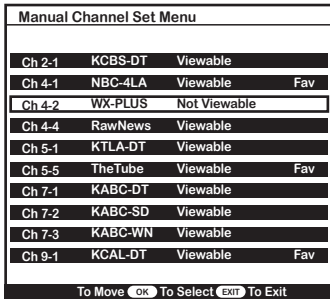 Manual Channel Set Menu
Ch 2-1 KCBS-DT Viewable
Ch 4-1 NBC-4LA Viewable Fav
Ch 4-2 WX-PLUS Not Viewable
Ch 4-4 RawNews Viewable
Ch 5-1 KTLA-DT Viewable
Ch 5-5 TheTube Viewable Fav
Ch 7-1 KABC-DT Viewable
Ch 7-2 KABC-SD Viewable
Ch 7-3 KABC-WN Viewable
Ch 9-1 KCAL-DT Viewable Fav
To Move OK To Select EXIT To Exit